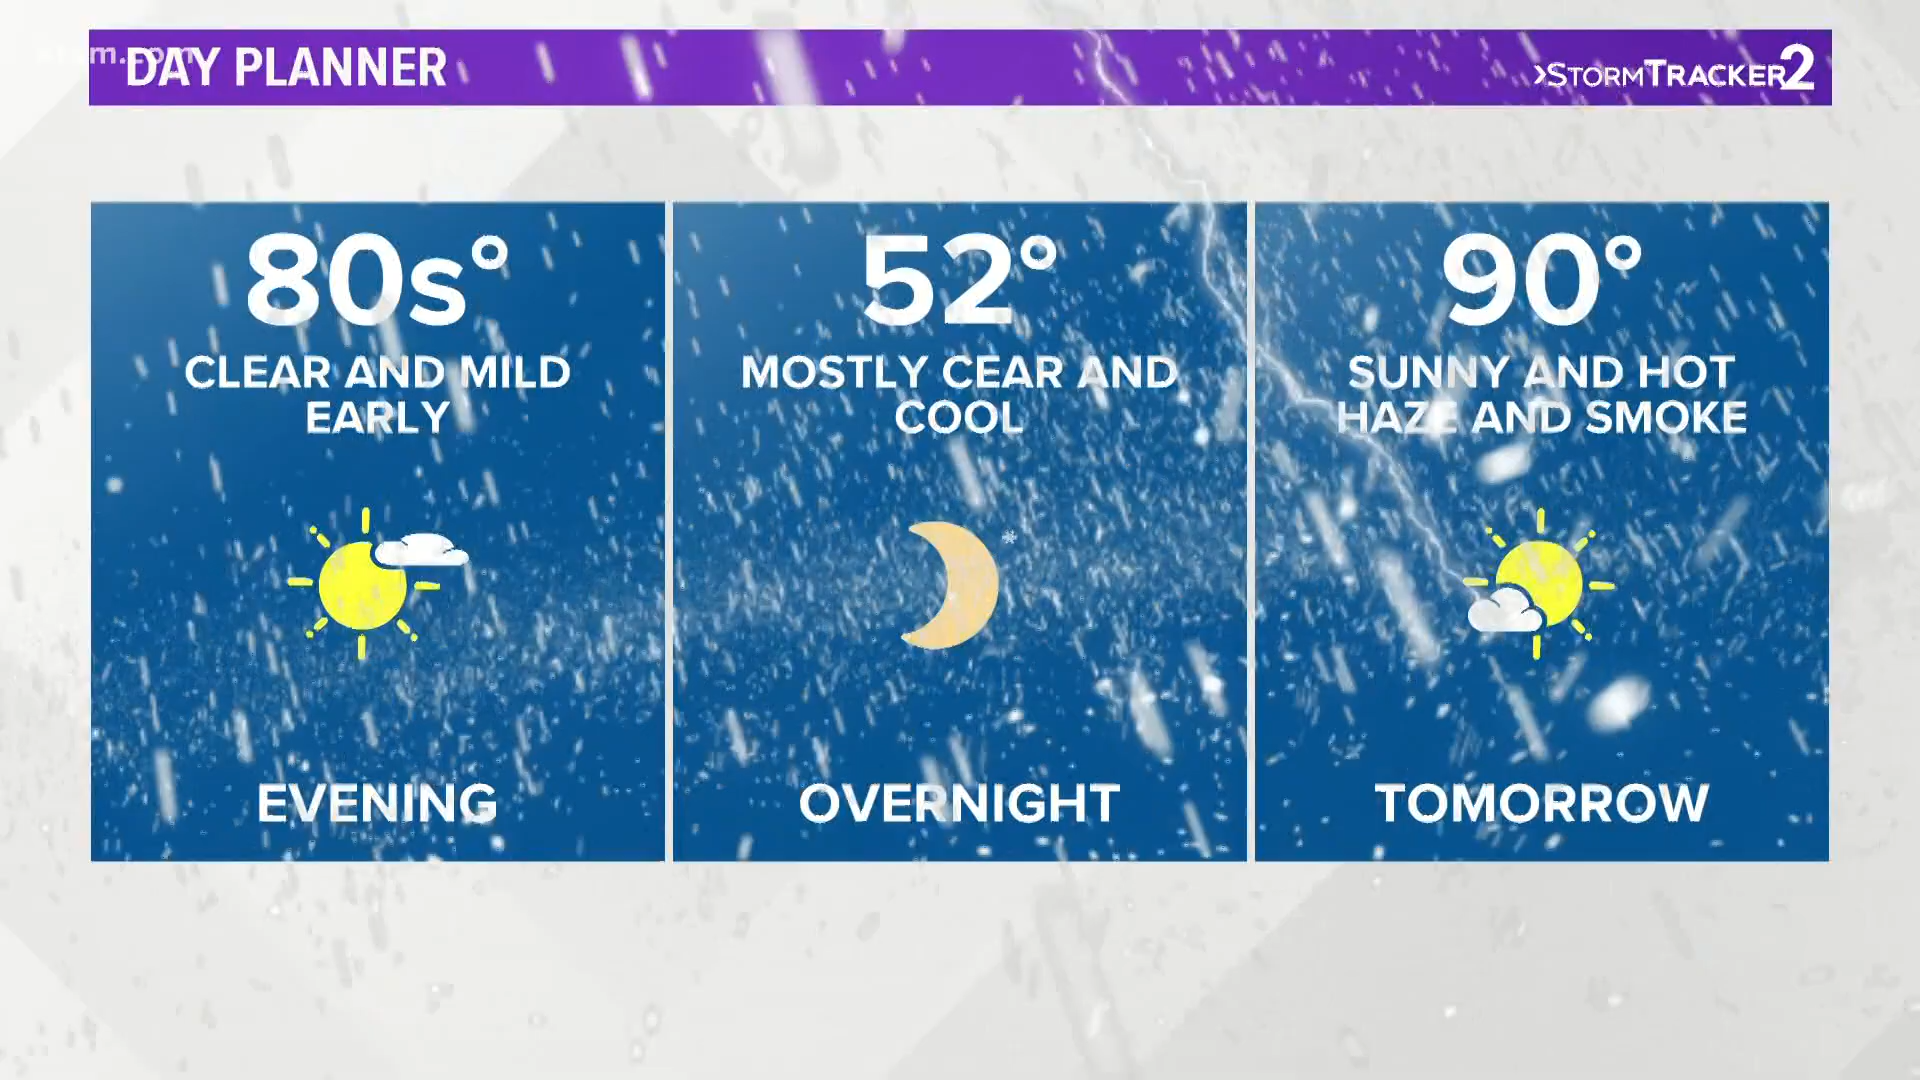 DAY PLANNER
›STORMTRACKER2
80s°
CLEAR AND MILD
EARLY
EVENING
52°
MOSTLY CEAR AND
COOL
OVERNIGHT
90°
SUNNY AND HOT
HAZE AND SMOKE
TOMORROW